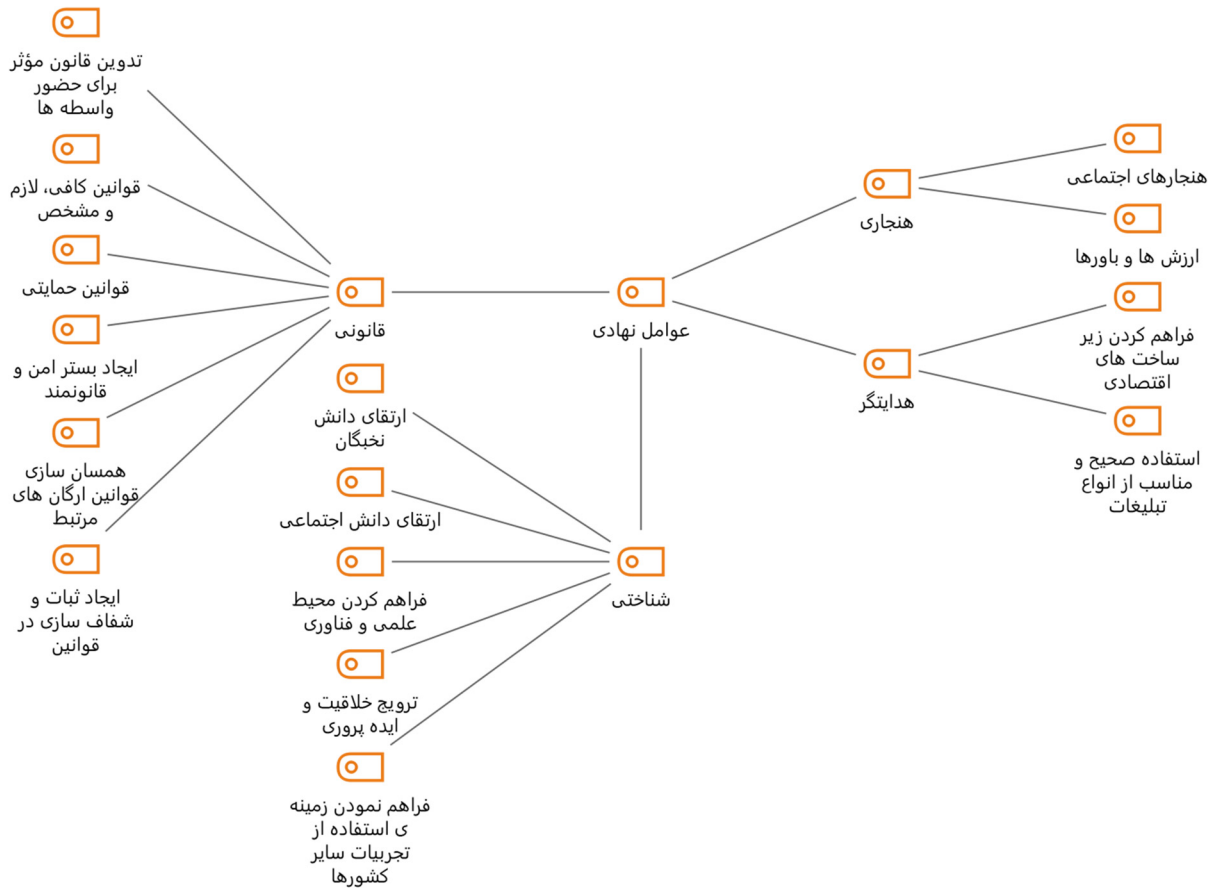 تدوین قانون مؤثر
برای حضور
واسطه ها
قوانین کافی، لازم
و مشخص
قوانین حمایتی
ایجاد بستر امن و
قانونمند
همسان سازی
قوانین ارگان های
مرتبط
ایجاد ثبات و
شفاف سازی در
قوانین
قانونی
ارتقای دانش
نخبگان
ارتقای دانش اجتماعی
فراهم کردن محیط
علمی و فناوری
ترویج خلاقیت و
ایده پروری
فراهم نمودن زمینه
ی استفاده از
تجربیات سایر
کشورها
عوامل نهادی
شناختی
هنجاری
هدایتگر
هنجارهای اجتماعی
ارزش ها و باورها
فراهم کردن زیر
ساخت های
اقتصادی
استفاده صحیح و
مناسب از انواع
تبلیغات